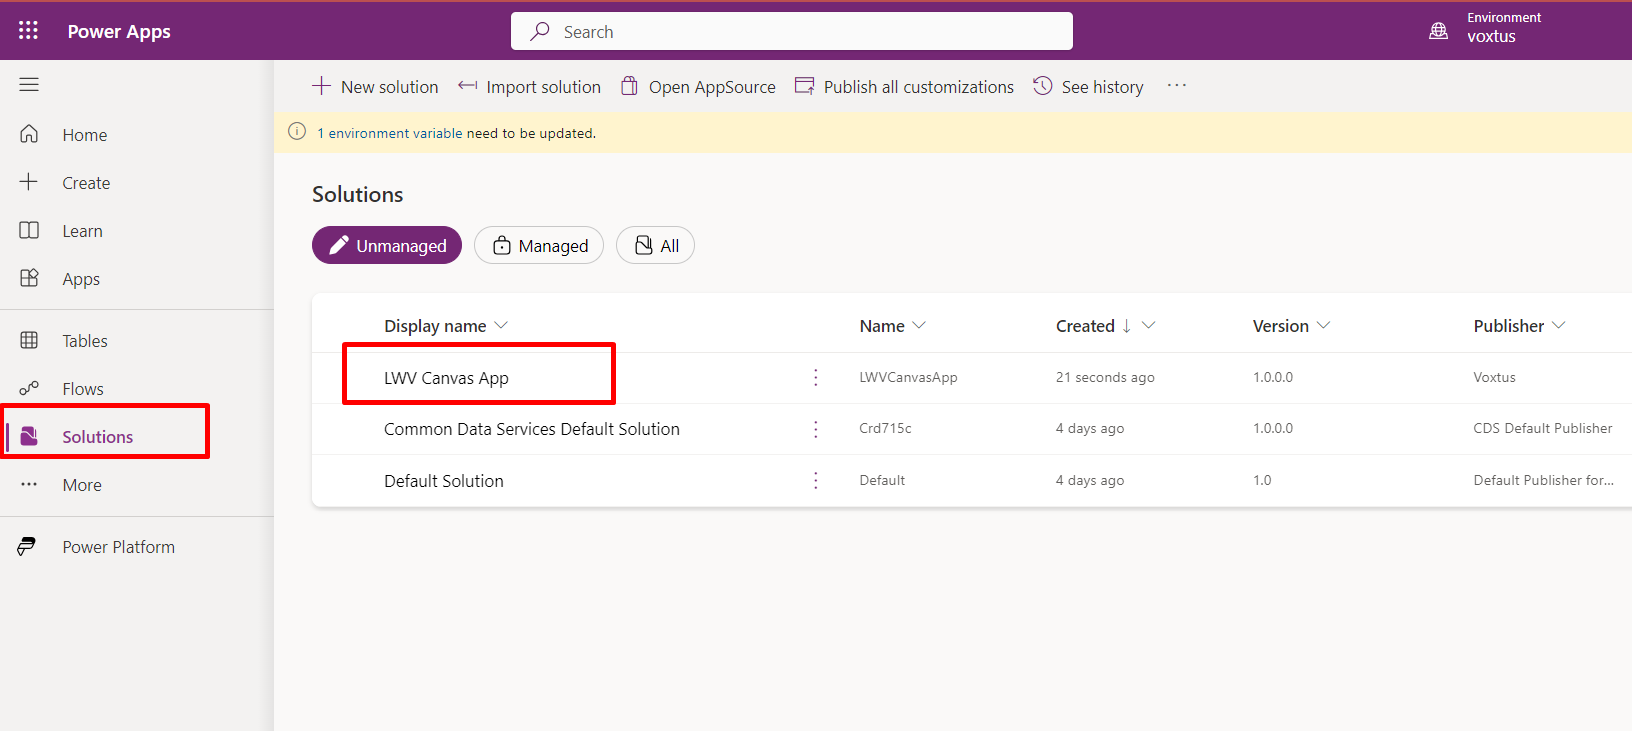 Power Apps
Search
Environment
voxtus
New solution
Import solution
Open AppSource
Publish all customizations
See history
1 environment variable need to be updated.
Home
Create
Learn
Apps
Tables
Flows
Solutions
More
Power Platform
Solutions
Unmanaged
Managed
All
Display name Name Created Version Publisher
LWV Canvas App LWVCanvasApp 21 seconds ago 1.0.0.0 Voxtus
Common Data Services Default Solution Crd715c 4 days ago 1.0.0.0 CDS Default Publisher
Default Solution Default 4 days ago 1.0 Default Publisher for...